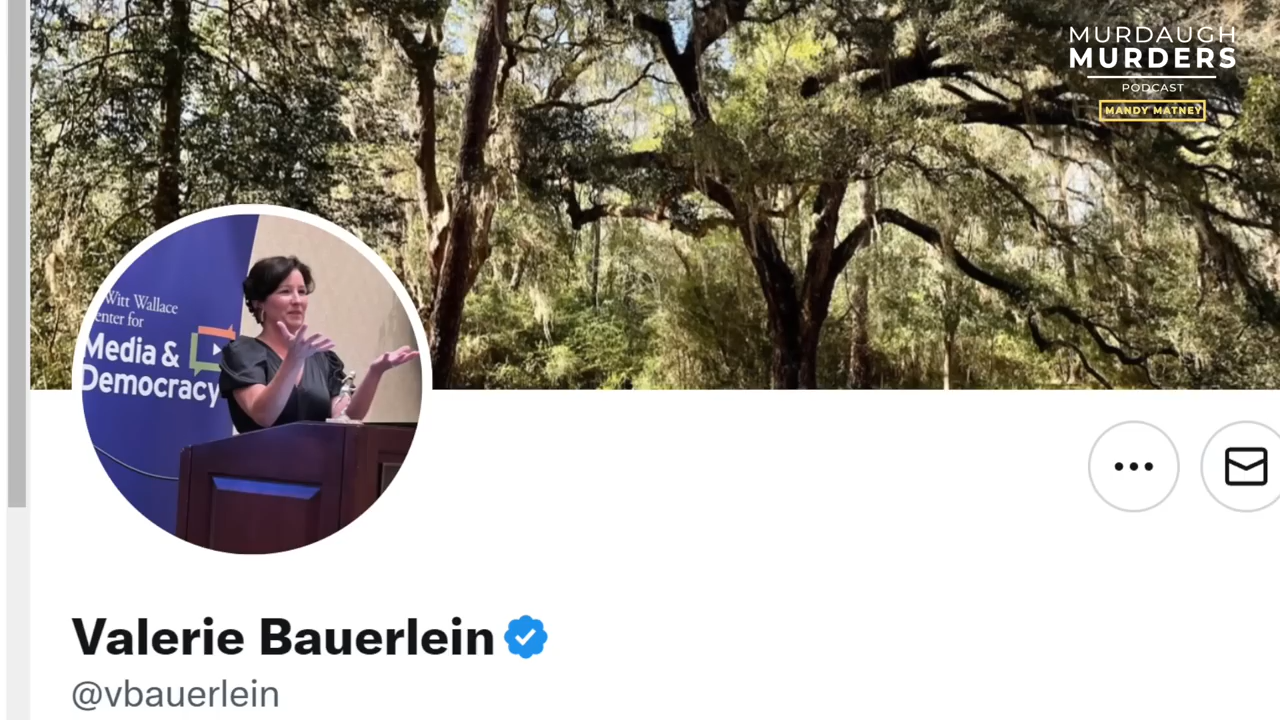 MURDAUGH
MURDERS
PODCAST
MANDY MATNEY
Witt Wallace
enter for
Media &
Democracy
Valerie Bauerlein
@vbauerlein